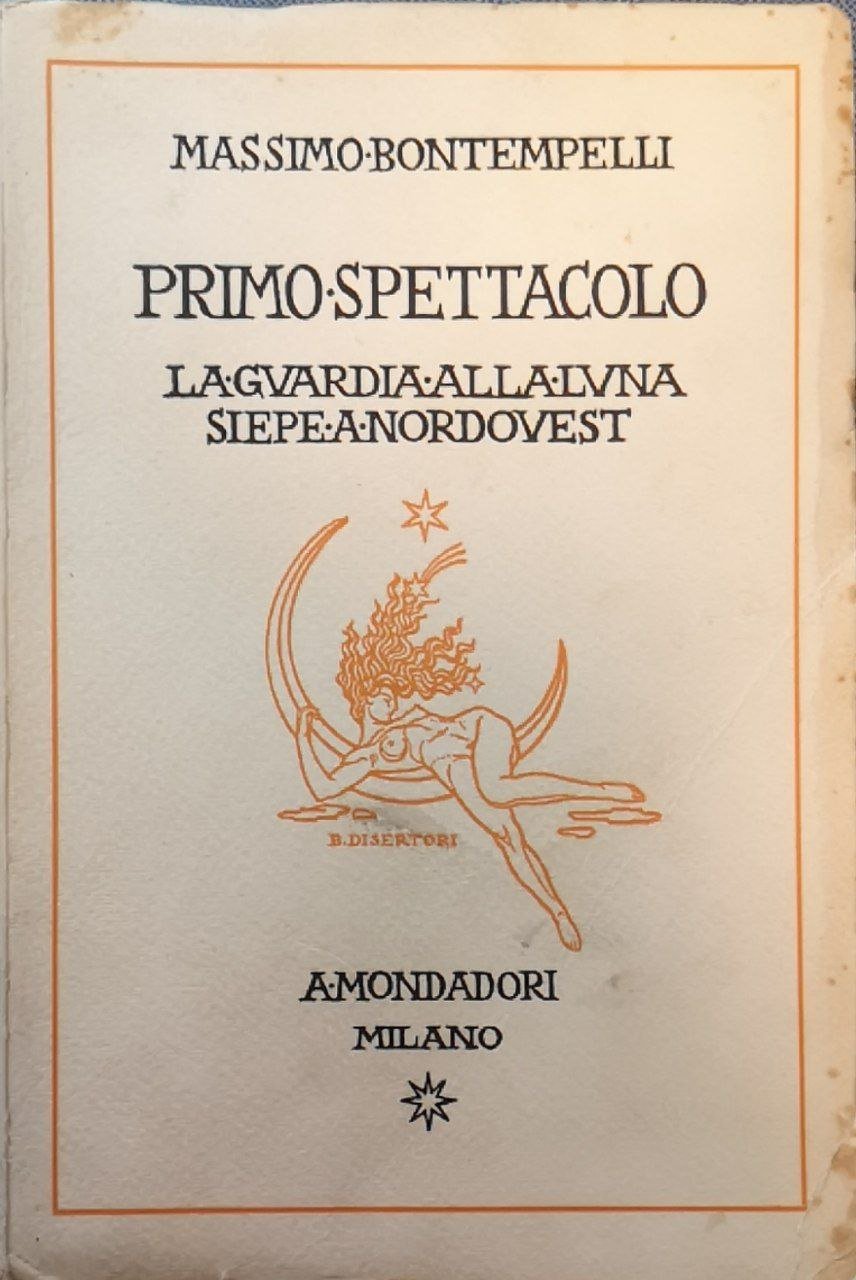 MASSIMO·BONTEMPELLI
PRIMO·SPETTACOLO
LA·GVARDIA·ALLA·LVNA
SIEPE·A·NORDOVEST
B.DISERTORI
A·MONDADORI
MILANO